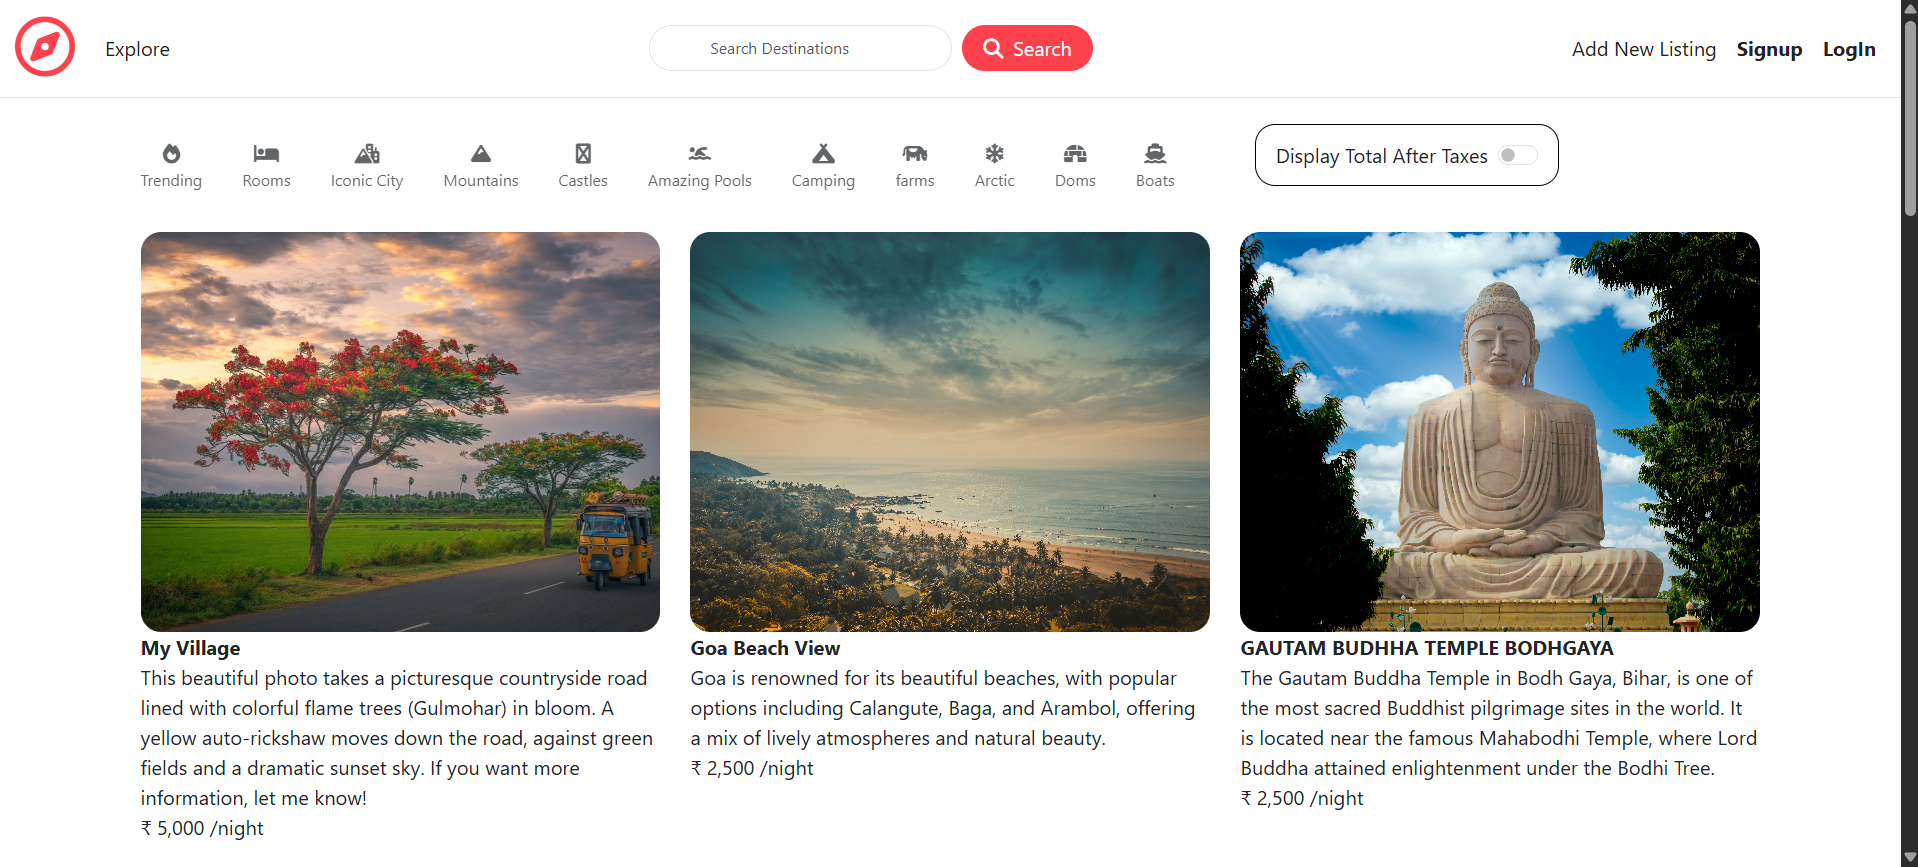 Explore
Search Destinations
Search
Add New Listing
Signup
LogIn
Trending
Rooms
Iconic City
Mountains
Castles
Amazing Pools
Camping
farms
Arctic
Doms
Boats
Display Total After Taxes
My Village
This beautiful photo takes a picturesque countryside road
lined with colorful flame trees (Gulmohar) in bloom. A
yellow auto-rickshaw moves down the road, against green
fields and a dramatic sunset sky. If you want more
information, let me know!
₹ 5,000 /night
Goa Beach View
Goa is renowned for its beautiful beaches, with popular
options including Calangute, Baga, and Arambol, offering
a mix of lively atmospheres and natural beauty.
₹ 2,500 /night
GAUTAM BUDHHA TEMPLE BODHGAYA
The Gautam Buddha Temple in Bodh Gaya, Bihar, is one of
the most sacred Buddhist pilgrimage sites in the world. It
is located near the famous Mahabodhi Temple, where Lord
Buddha attained enlightenment under the Bodhi Tree.
₹ 2,500 /night